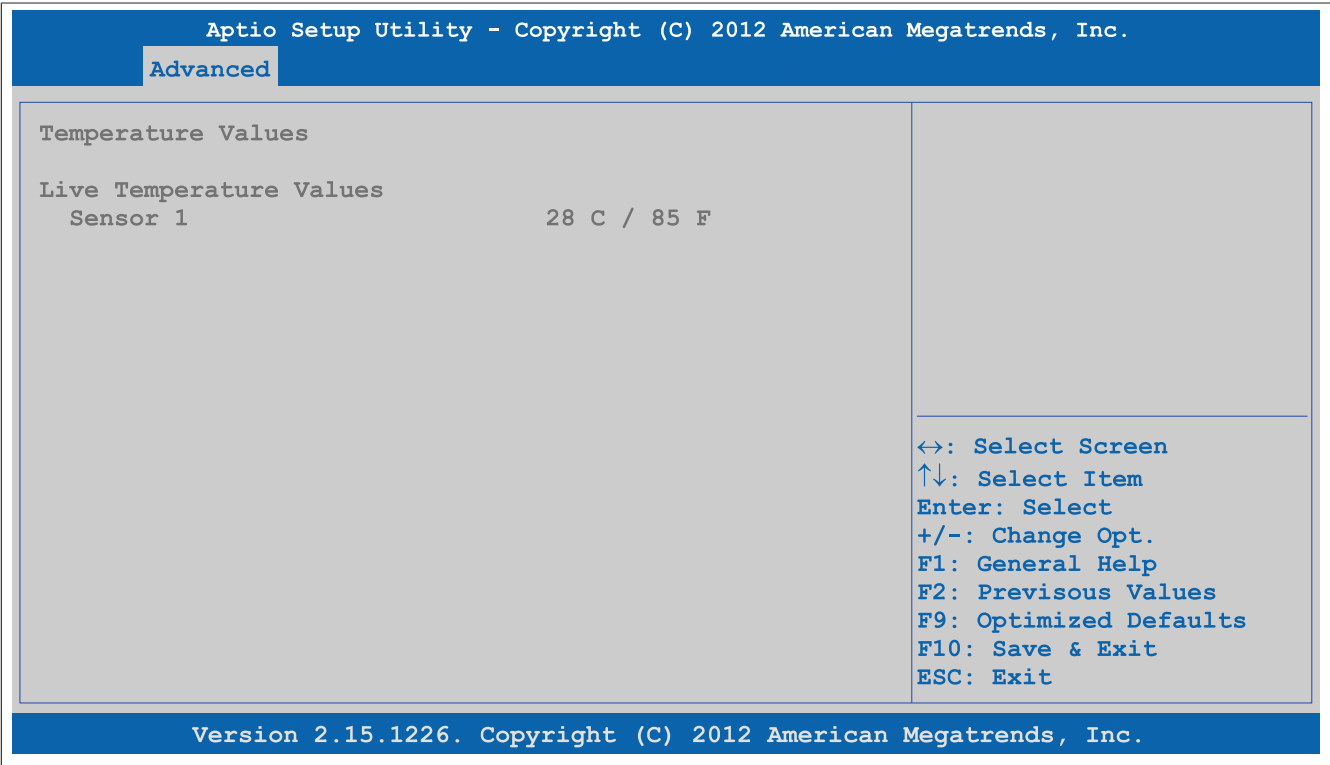 Aptio Setup Utility - Copyright (C) 2012 American Megatrends, Inc.
Advanced
Temperature Values
Live Temperature Values
Sensor 1 28 C / 85 F
↔: Select Screen
↑↓: Select Item
Enter: Select
+/-: Change Opt.
F1: General Help
F2: Previsous Values
F9: Optimized Defaults
F10: Save & Exit
ESC: Exit
Version 2.15.1226. Copyright (C) 2012 American Megatrends, Inc.